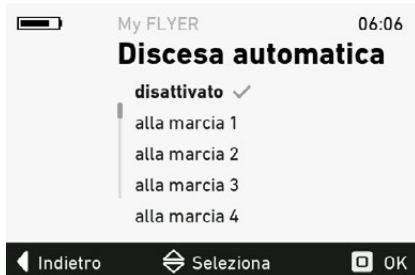 My FLYER 06:06
Discesa automatica
disattivato
alla marcia 1
alla marcia 2
alla marcia 3
alla marcia 4
Indietro Seleziona OK